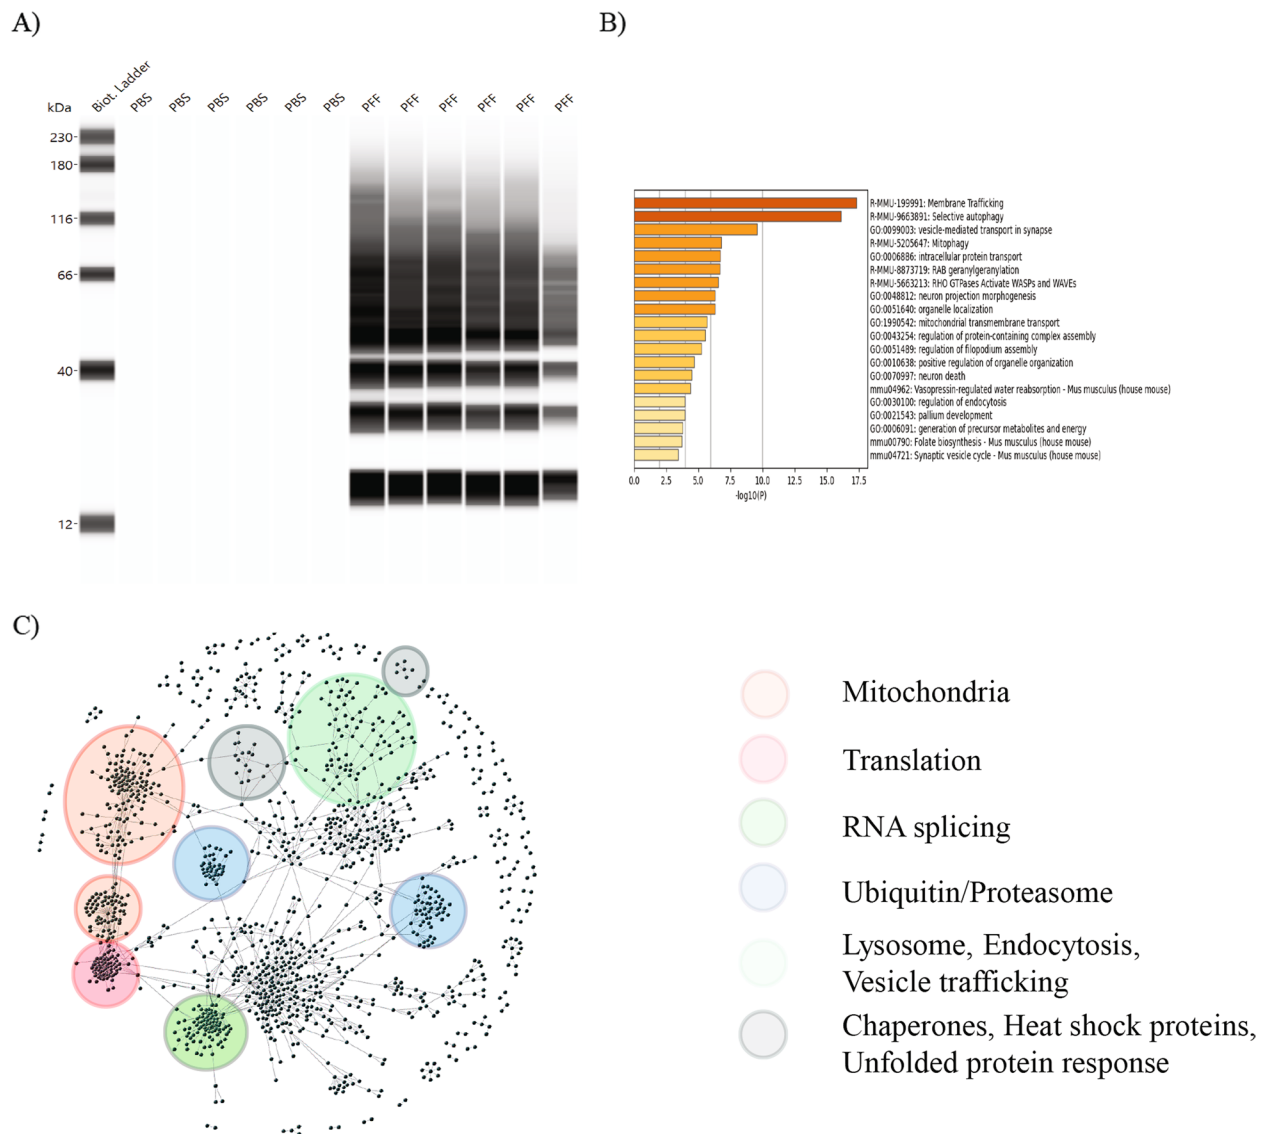 A)
B)
kDa
Biot. Ladder
PBS
PBS
PBS
PBS
PBS
PBS
PFF
PFF
PFF
PFF
PFF
PFF
230-
180-
116-
66-
40-
12-
R-MMU-199991: Membrane Trafficking
R-MMU-9663891: Selective autophagy
GO:0099003: vesicle-mediated transport in synapse
R-MMU-5205647: Mitophagy
GO:0006886: intracellular protein transport
R-MMU-8873719: RAB geranylgeranylation
R-MMU-5663213: RHO GTPases Activate WASPs and WAVEs
GO:0048812: neuron projection morphogenesis
GO:0051640: organelle localization
GO:1990542: mitochondrial transmembrane transport
GO:0043254: regulation of protein-containing complex assembly
GO:0051489: regulation of filopodium assembly
GO:0010638: positive regulation of organelle organization
GO:0070997: neuron death
mmu04962: Vasopressin-regulated water reabsorption - Mus musculus (house mouse)
GO:0030100: regulation of endocytosis
GO:0021543: pallium development
GO:0006091: generation of precursor metabolites and energy
mmu00790: Folate biosynthesis - Mus musculus (house mouse)
mmu04721: Synaptic vesicle cycle - Mus musculus (house mouse)
0.0 2.5 5.0 7.5 10.0 12.5 15.0 17.5
-log10(P)
C)
Mitochondria
Translation
RNA splicing
Ubiquitin/Proteasome
Lysosome, Endocytosis,
Vesicle trafficking
Chaperones, Heat shock proteins,
Unfolded protein response